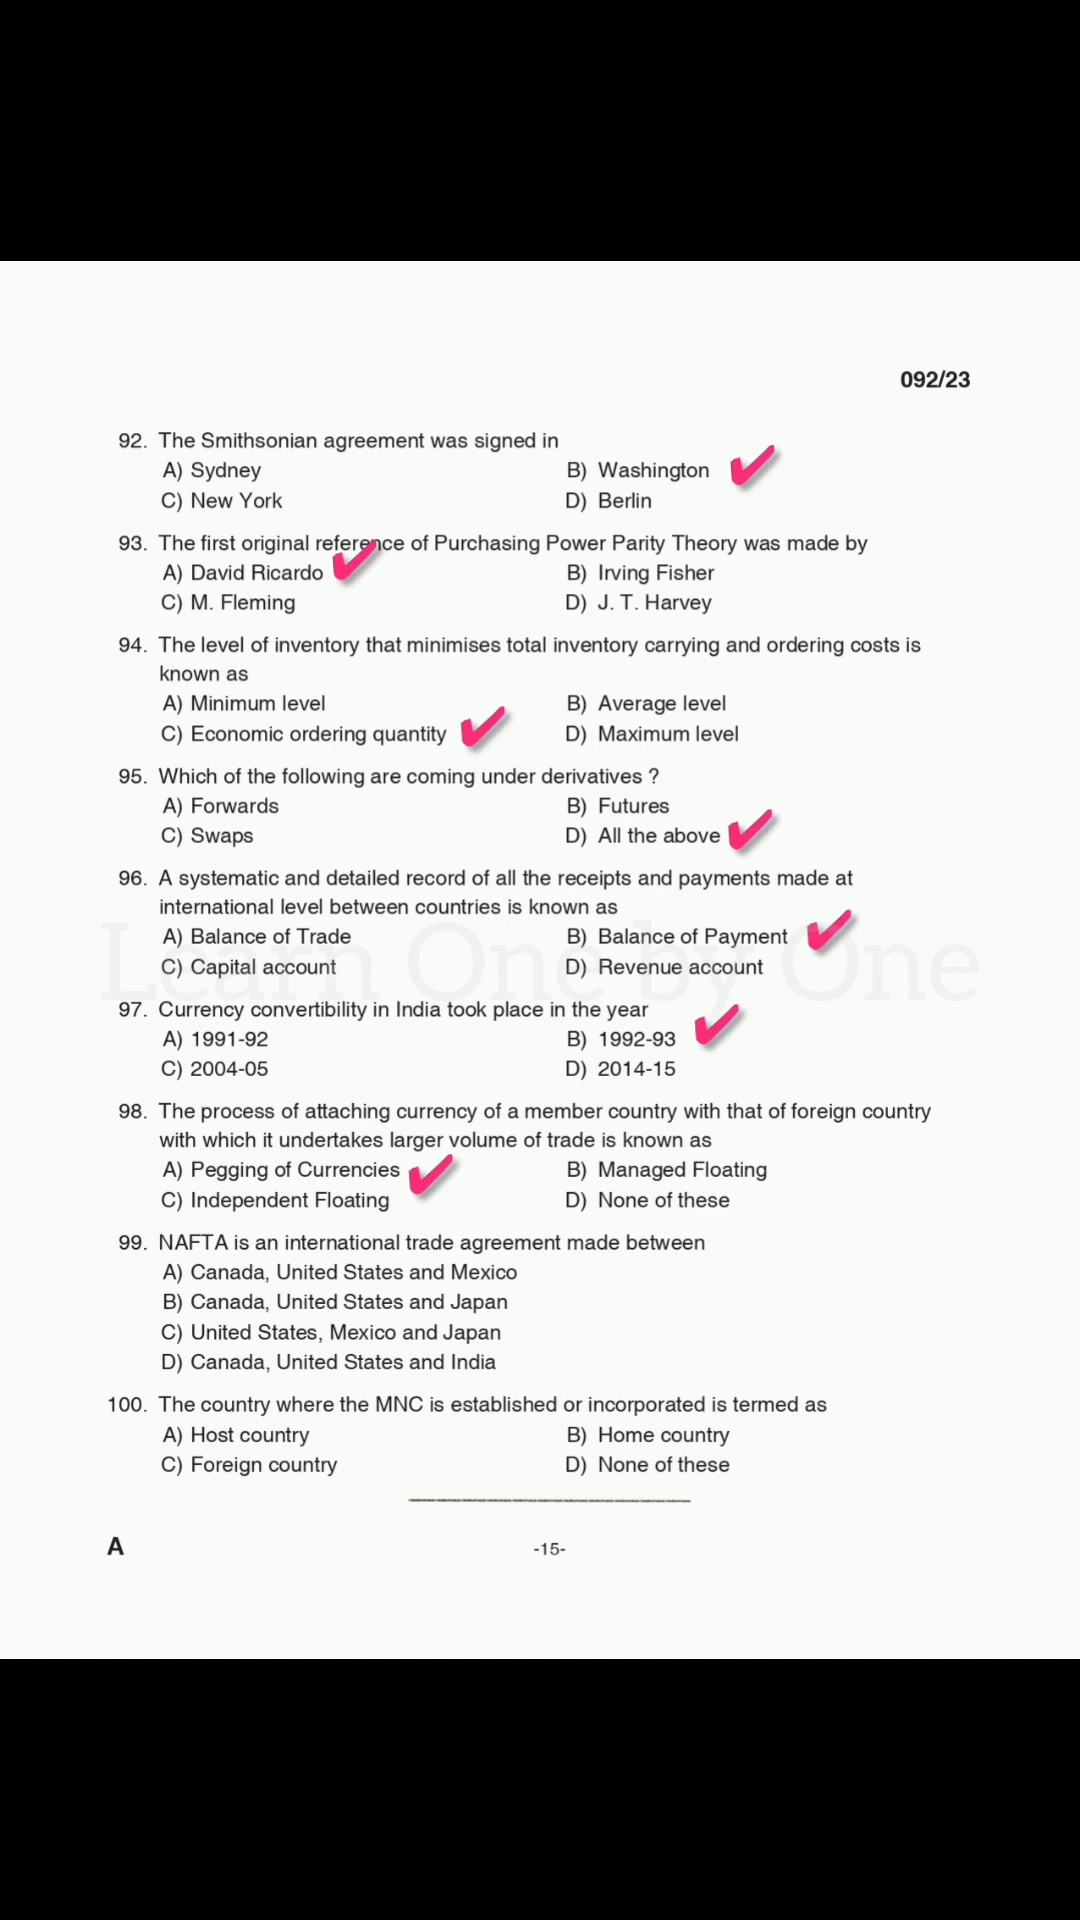 092/23
92. The Smithsonian agreement was signed in
A) Sydney B) Washington
C) New York D) Berlin
93. The first original reference of Purchasing Power Parity Theory was made by
A) David Ricardo B) Irving Fisher
C) M. Fleming D) J. T. Harvey
94. The level of inventory that minimises total inventory carrying and ordering costs is
known as
A) Minimum level B) Average level
C) Economic ordering quantity D) Maximum level
95. Which of the following are coming under derivatives ?
A) Forwards B) Futures
C) Swaps D) All the above
96. A systematic and detailed record of all the receipts and payments made at
international level between countries is known as
A) Balance of Trade B) Balance of Payment
Learn One by One
C) Capital account D) Revenue account
97. Currency convertibility in India took place in the year
A) 1991-92 B) 1992-93
C) 2004-05 D) 2014-15
98. The process of attaching currency of a member country with that of foreign country
with which it undertakes larger volume of trade is known as
A) Pegging of Currencies B) Managed Floating
C) Independent Floating D) None of these
99. NAFTA is an international trade agreement made between
A) Canada, United States and Mexico
B) Canada, United States and Japan
C) United States, Mexico and Japan
D) Canada, United States and India
100. The country where the MNC is established or incorporated is termed as
A) Host country B) Home country
C) Foreign country D) None of these
A -15-